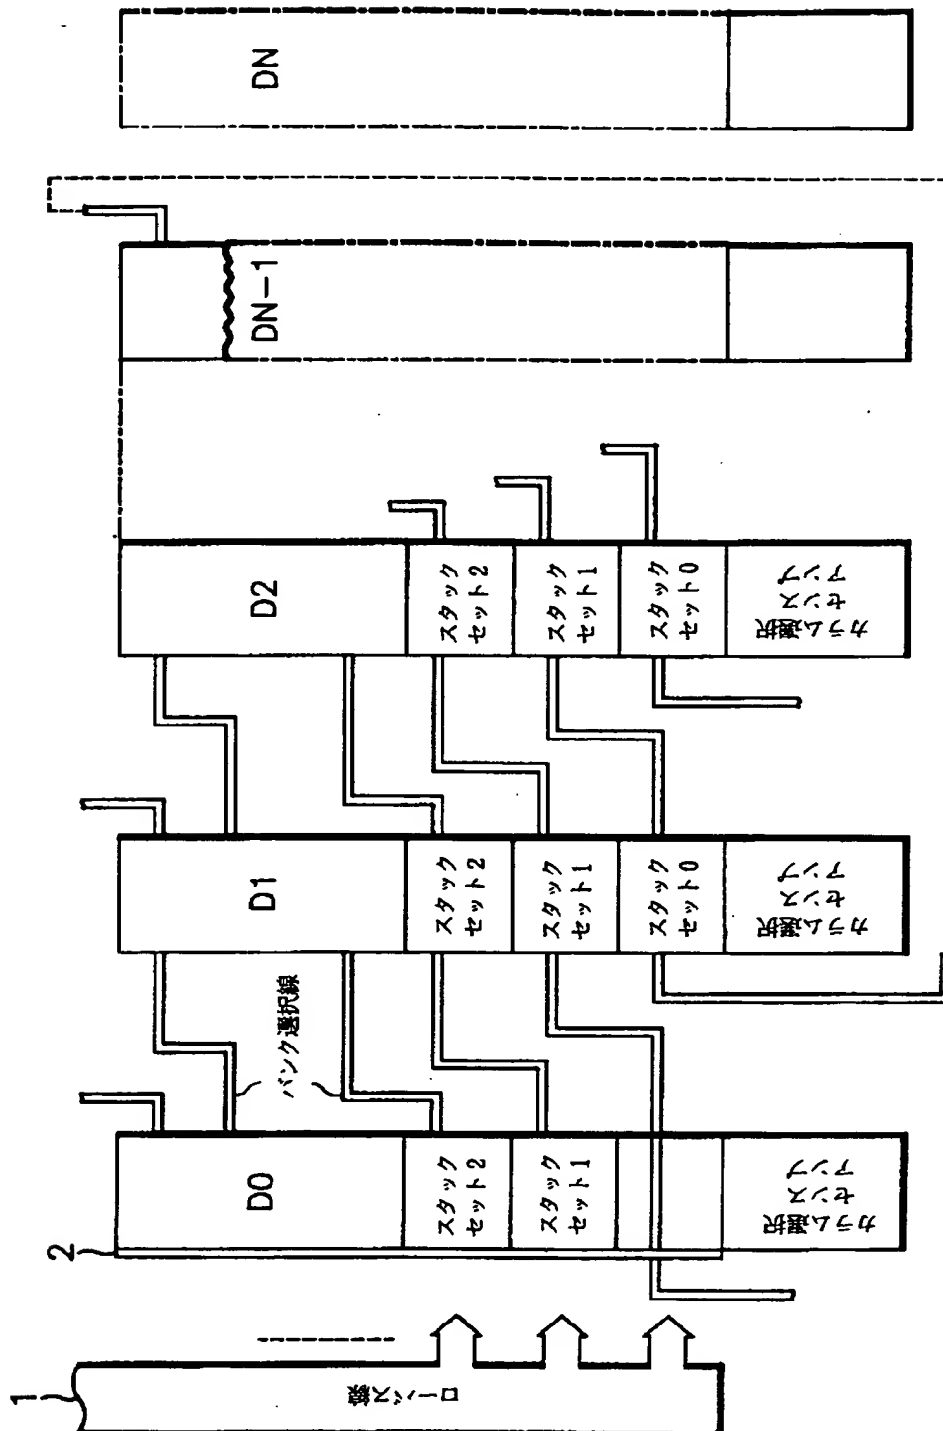 DN
DN-1
D2
スタック
セット2
スタック
セット1
スタック
セット0
カラム選択
センス
アンプ
D1
スタック
セット2
スタック
セット1
スタック
セット0
カラム選択
センス
アンプ
バンク選択線
D0
スタック
セット2
スタック
セット1
カラム選択
センス
アンプ
2
1
ローバス線